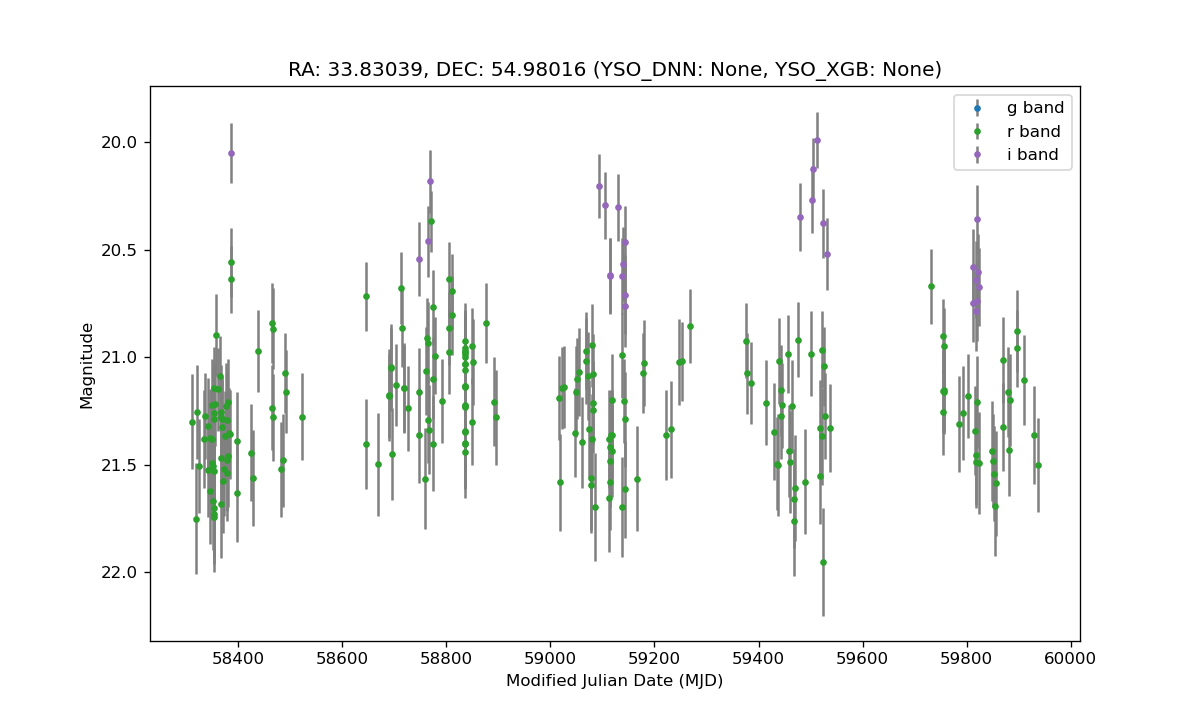 RA: 33.83039, DEC: 54.98016 (YSO_DNN: None, YSO_XGB: None)
g band
r band
i band
20.0
20.5
21.0
21.5
22.0
Magnitude
58400 58600 58800 59000 59200 59400 59600 59800 60000
Modified Julian Date (MJD)